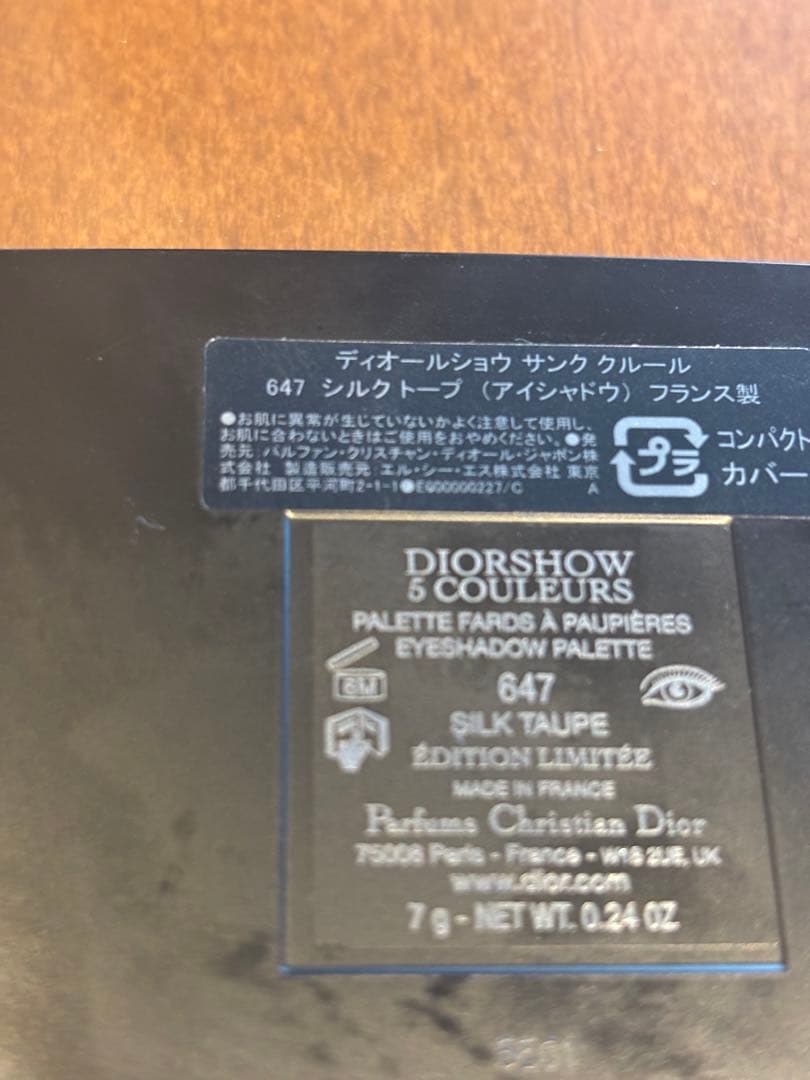 ディオールショウ サンク クルール
647 シルクトープ (アイシャドウ) フランス製
●お肌に異常が生じていないかよく注意して使用し、
お肌に合わないときはご使用をおやめください。●発
売元:パルファン・クリスチャン・ディオール・ジャポン株
式会社 製造販売元:エル・シー・エス株式会社 東京
都千代田区平河町2-1-1●EQ00000227/C A
プラ
コンパクト
カバー
DIORSHOW
5 COULEURS
PALETTE FARDS À PAUPIÈRES
EYESHADOW PALETTE
6M
647
SILK TAUPE
ÉDITION LIMITÉE
MADE IN FRANCE
Parfums Christian Dior
75008 Paris - France - W1S 2UE, UK
www.dior.com
7 g - NET WT. 0.24 OZ